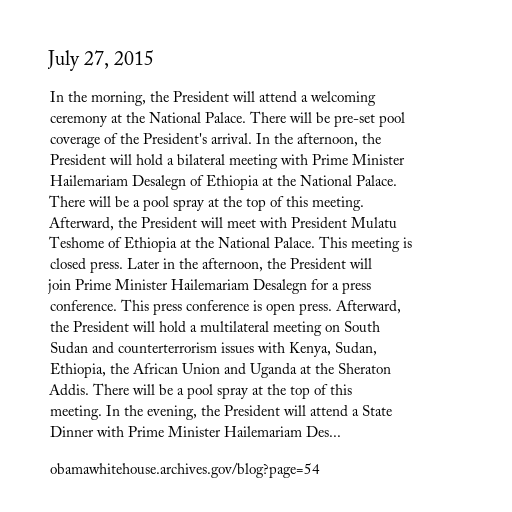 July 27, 2015
In the morning, the President will attend a welcoming
ceremony at the National Palace. There will be pre-set pool
coverage of the President's arrival. In the afternoon, the
President will hold a bilateral meeting with Prime Minister
Hailemariam Desalegn of Ethiopia at the National Palace.
There will be a pool spray at the top of this meeting.
Afterward, the President will meet with President Mulatu
Teshome of Ethiopia at the National Palace. This meeting is
closed press. Later in the afternoon, the President will
join Prime Minister Hailemariam Desalegn for a press
conference. This press conference is open press. Afterward,
the President will hold a multilateral meeting on South
Sudan and counterterrorism issues with Kenya, Sudan,
Ethiopia, the African Union and Uganda at the Sheraton
Addis. There will be a pool spray at the top of this
meeting. In the evening, the President will attend a State
Dinner with Prime Minister Hailemariam Des...
obamawhitehouse.archives.gov/blog?page=54